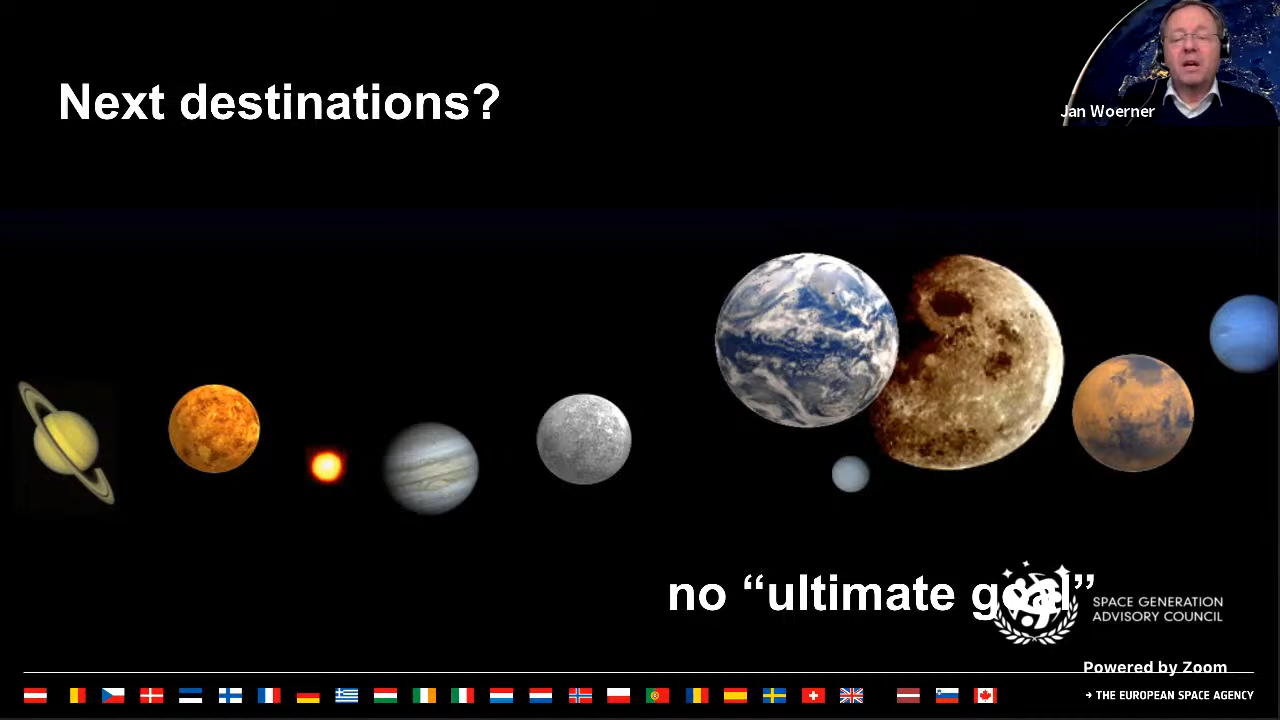 Next destinations?
Jan Woerner
no “ultimate goal”
SPACE GENERATION
ADVISORY COUNCIL
Powered by Zoom
→ THE EUROPEAN SPACE AGENCY